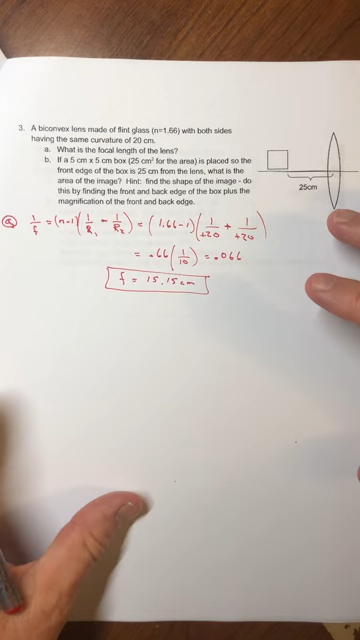 3. A biconvex lens made of flint glass (n=1.66) with both sides
having the same curvature of 20 cm.
a. What is the focal length of the lens?
b. If a 5 cm x 5 cm box (25 cm² for the area) is placed so the
front edge of the box is 25 cm from the lens, what is the
area of the image? Hint: find the shape of the image - do
this by finding the front and back edge of the box plus the
magnification of the front and back edge.
25cm
a) 1/f = (n-1)(1/R₁ - 1/R₂) = (1.66-1)(1/+20 + 1/+20)
= .66(1/10) = .066
f = 15.15cm